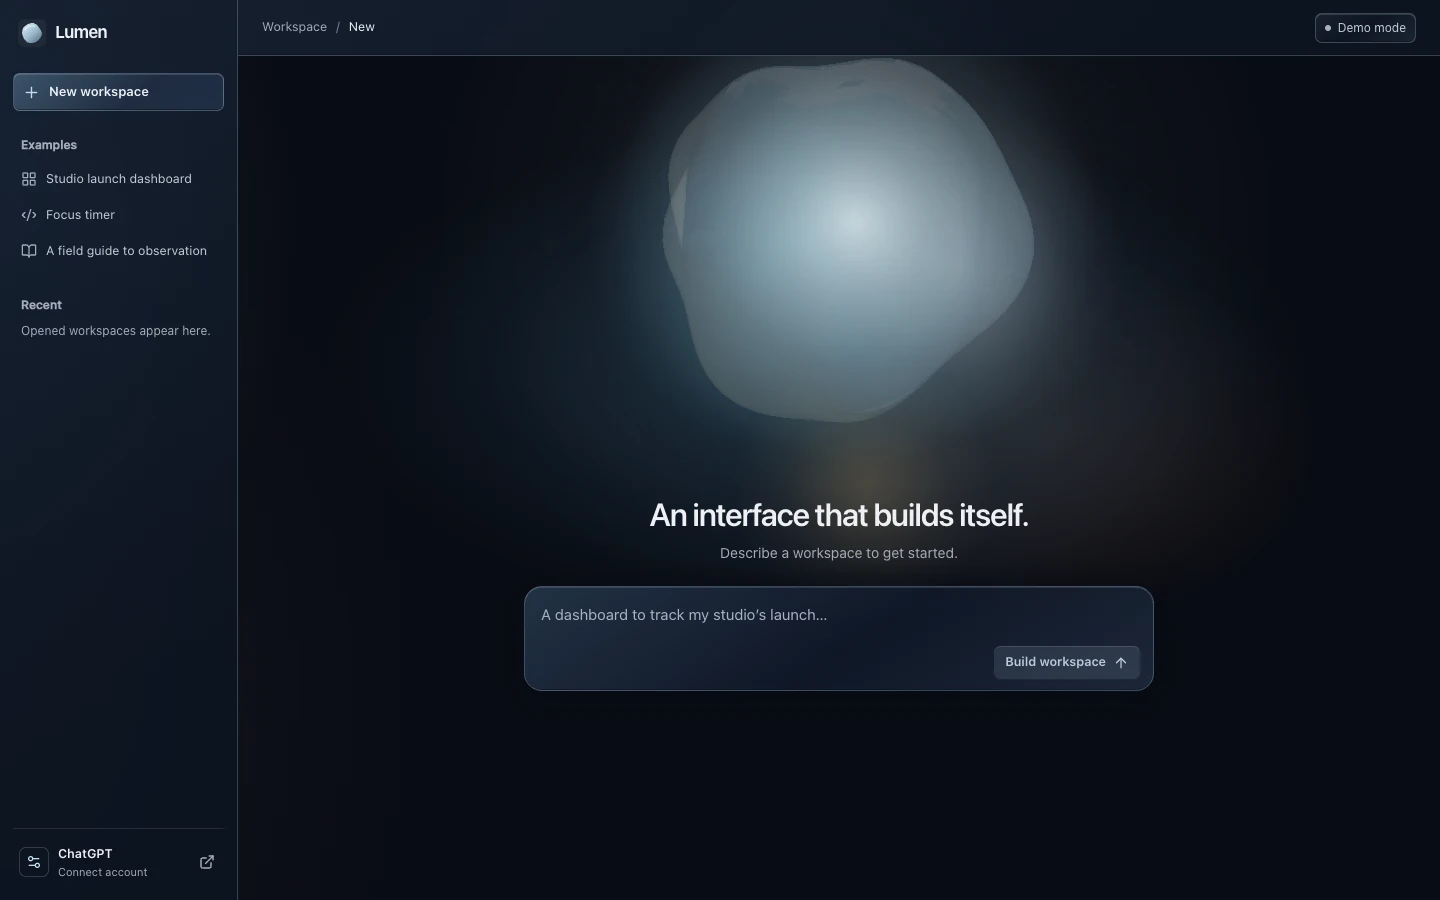 Lumen
Workspace / New
Demo mode
New workspace
Examples
Studio launch dashboard
Focus timer
A field guide to observation
Recent
Opened workspaces appear here.
An interface that builds itself.
Describe a workspace to get started.
A dashboard to track my studio’s launch…
Build workspace
ChatGPT
Connect account